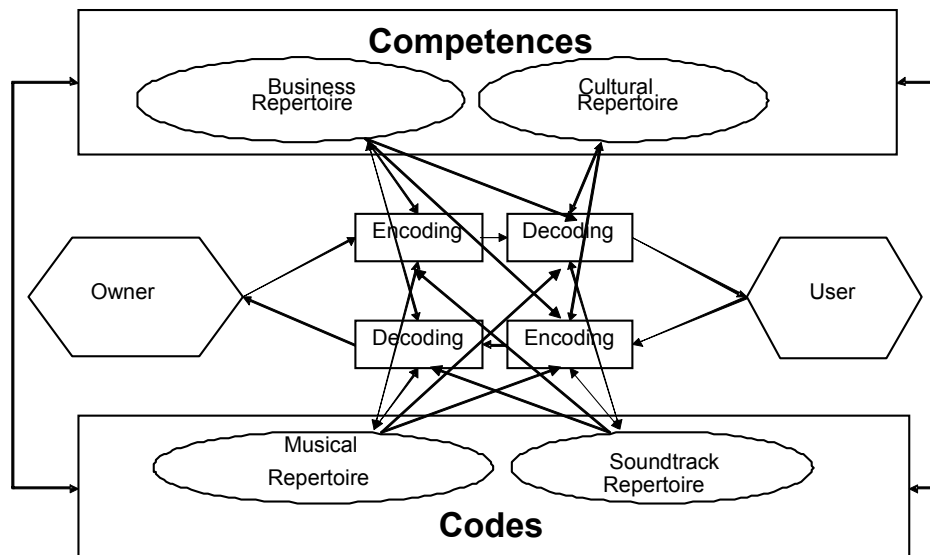 Competences
Business
Repertoire
Cultural
Repertoire
Encoding
Decoding
Owner
User
Decoding
Encoding
Musical
Repertoire
Soundtrack
Repertoire
Codes